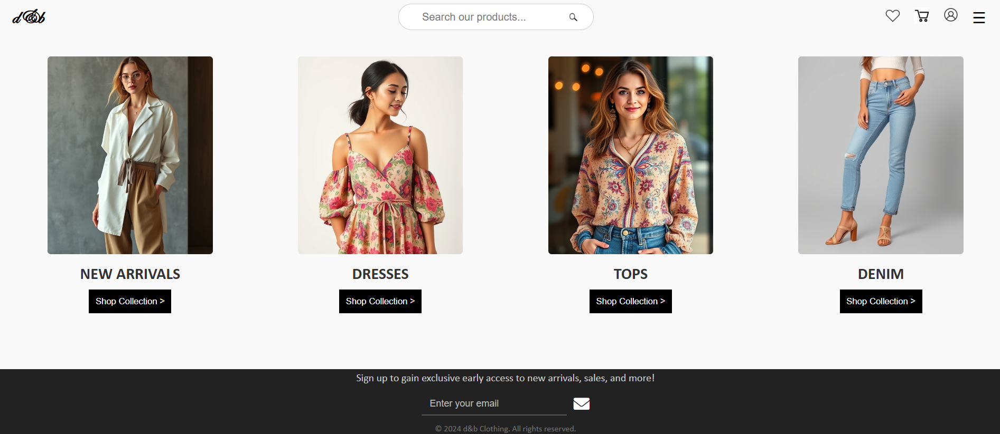 d&b
Search our products...
NEW ARRIVALS
DRESSES
TOPS
DENIM
Shop Collection >
Shop Collection >
Shop Collection >
Shop Collection >
Sign up to gain exclusive early access to new arrivals, sales, and more!
Enter your email
© 2024 d&b Clothing. All rights reserved.